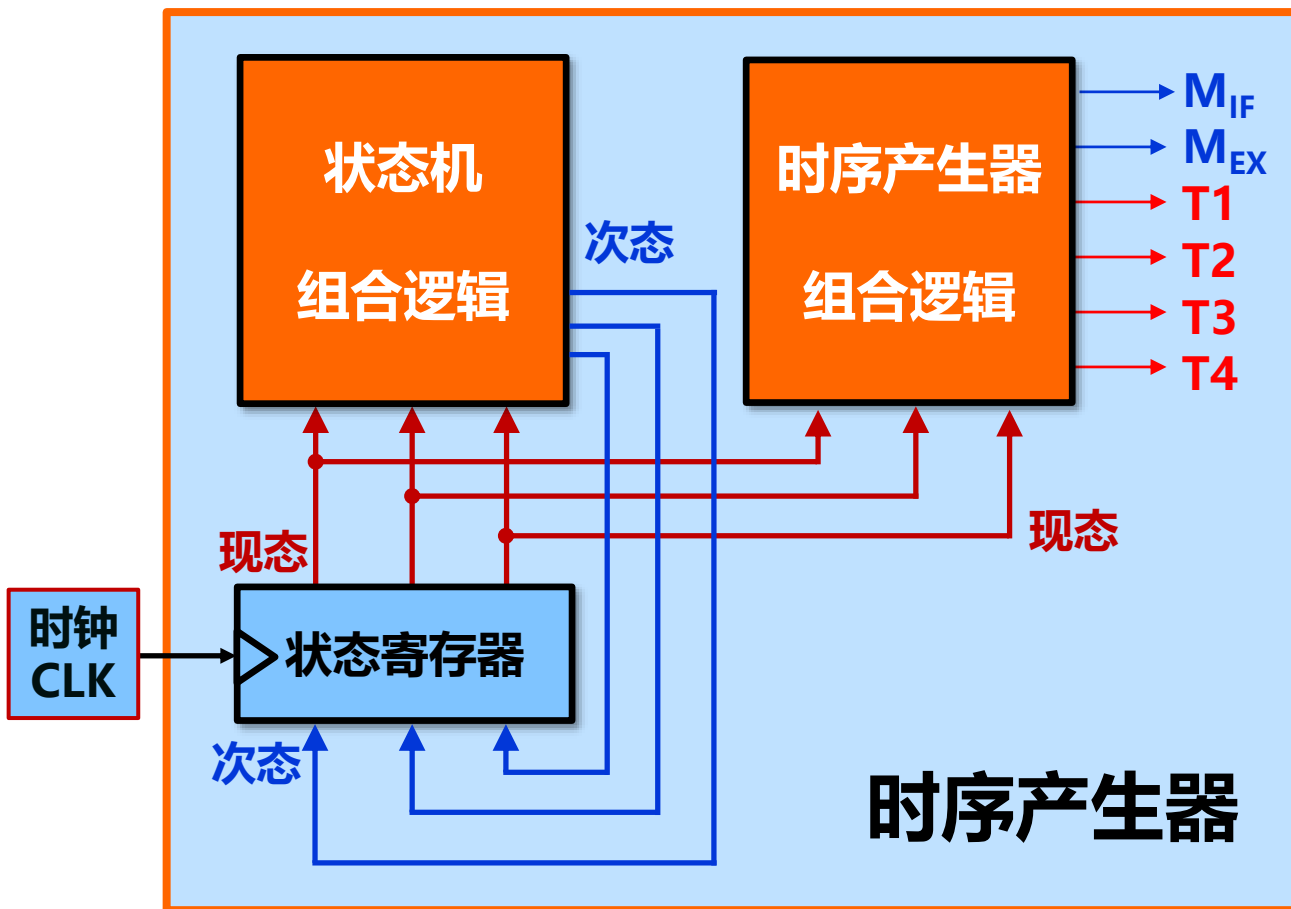 状态机
组合逻辑
时序产生器
组合逻辑
M_IF
M_EX
T1
T2
T3
T4
次态
现态
现态
时钟
CLK
状态寄存器
次态
时序产生器